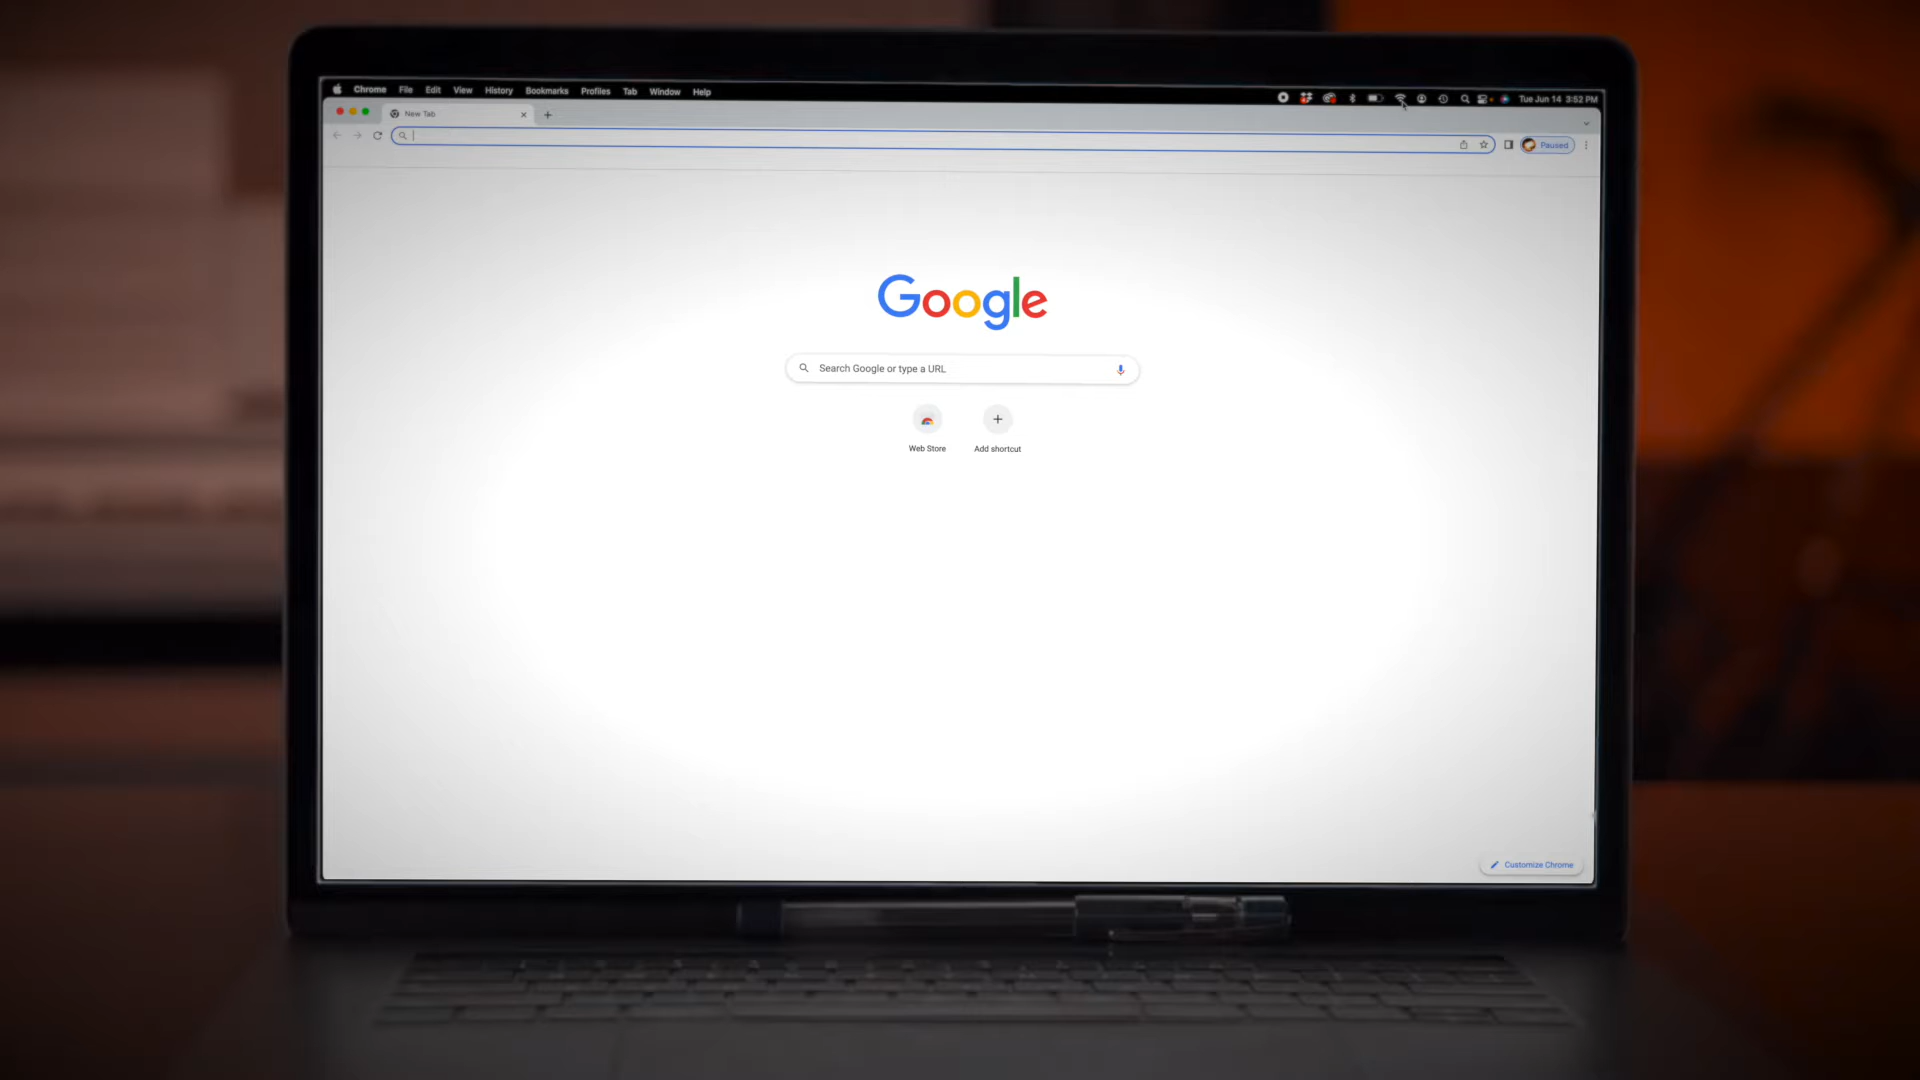 Chrome File Edit View History Bookmarks Profiles Tab Window Help Tue Jun 14 3:52 PM
New Tab
Paused
Google
Search Google or type a URL
Web Store Add shortcut
Customize Chrome